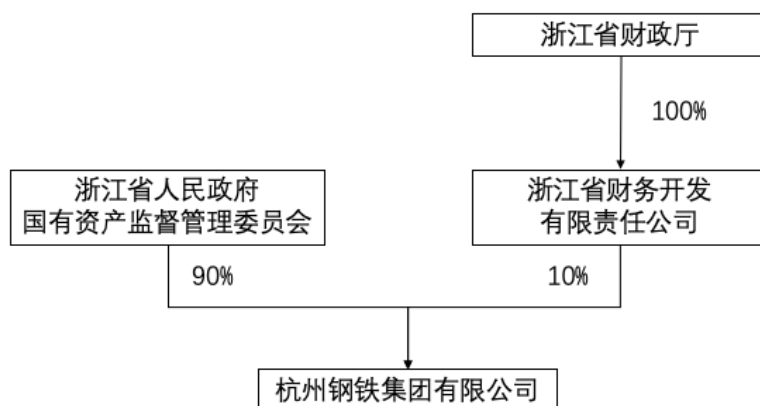 浙江省财政厅
100%
浙江省人民政府
国有资产监督管理委员会
浙江省财务开发
有限责任公司
90%
10%
杭州钢铁集团有限公司